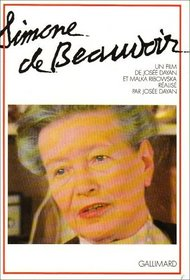 Simone
de Beauvoir
UN FILM
DE JOSÉE DAYAN
ET MALKA RIBOWSKA
RÉALISÉ
PAR JOSÉE DAYAN
GALLIMARD